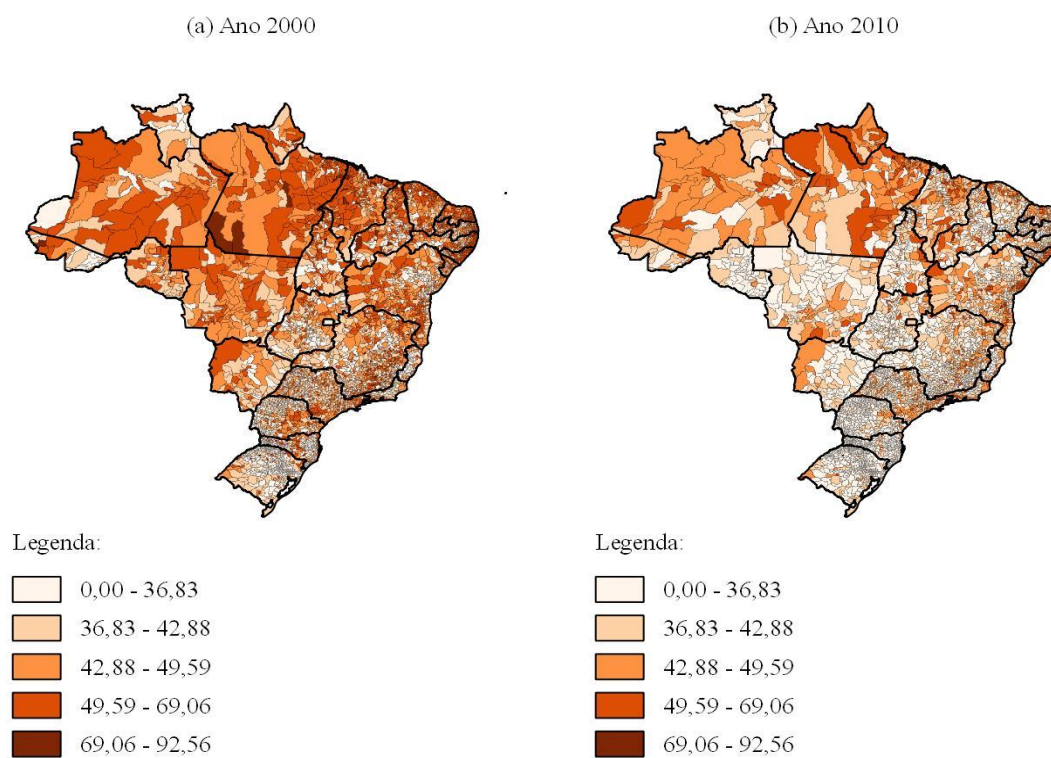 (a) Ano 2000
(b) Ano 2010
Legenda:
0,00 - 36,83
36,83 - 42,88
42,88 - 49,59
49,59 - 69,06
69,06 - 92,56
Legenda:
0,00 - 36,83
36,83 - 42,88
42,88 - 49,59
49,59 - 69,06
69,06 - 92,56